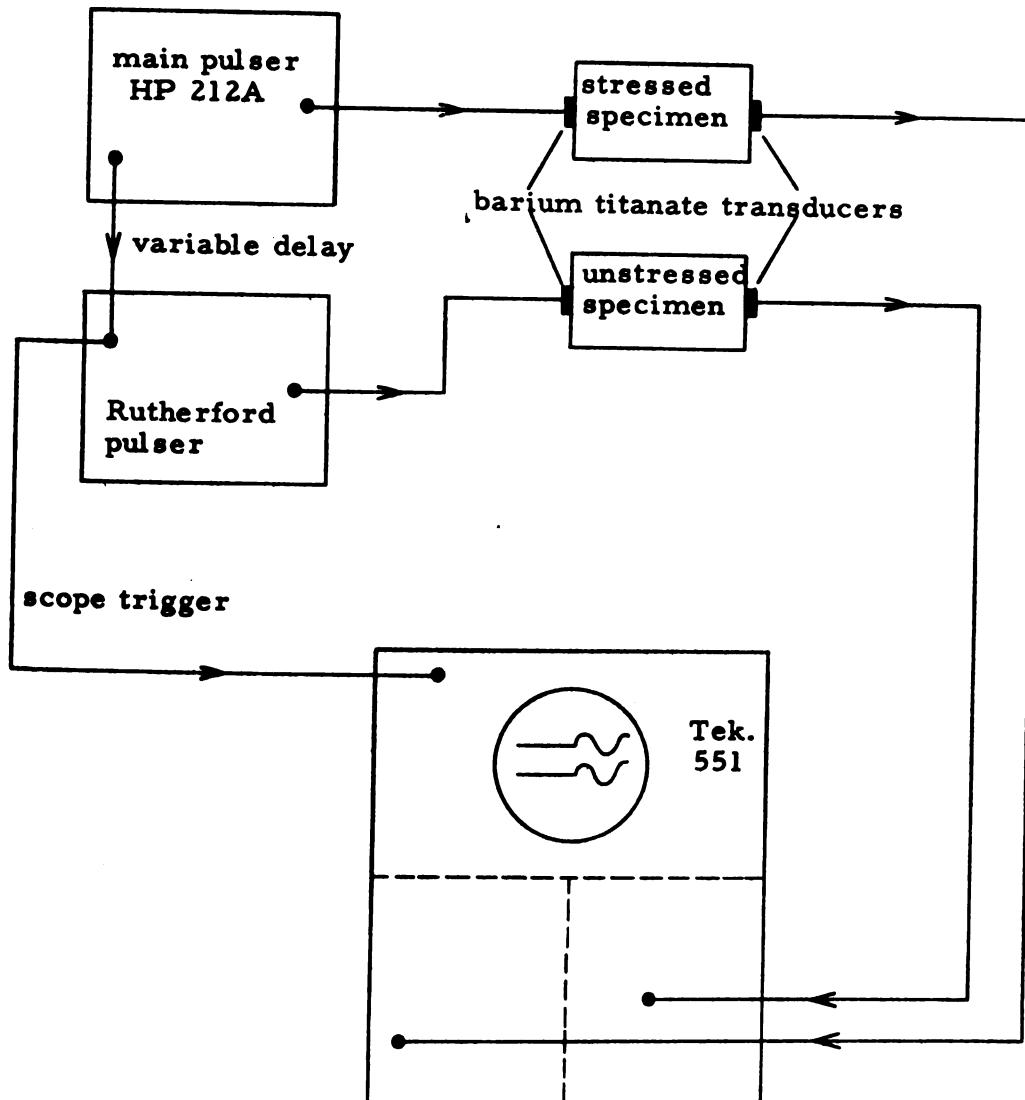 main pulser
HP 212A
stressed
specimen
barium titanate transducers
variable delay
unstressed
specimen
Rutherford
pulser
scope trigger
Tek.
551